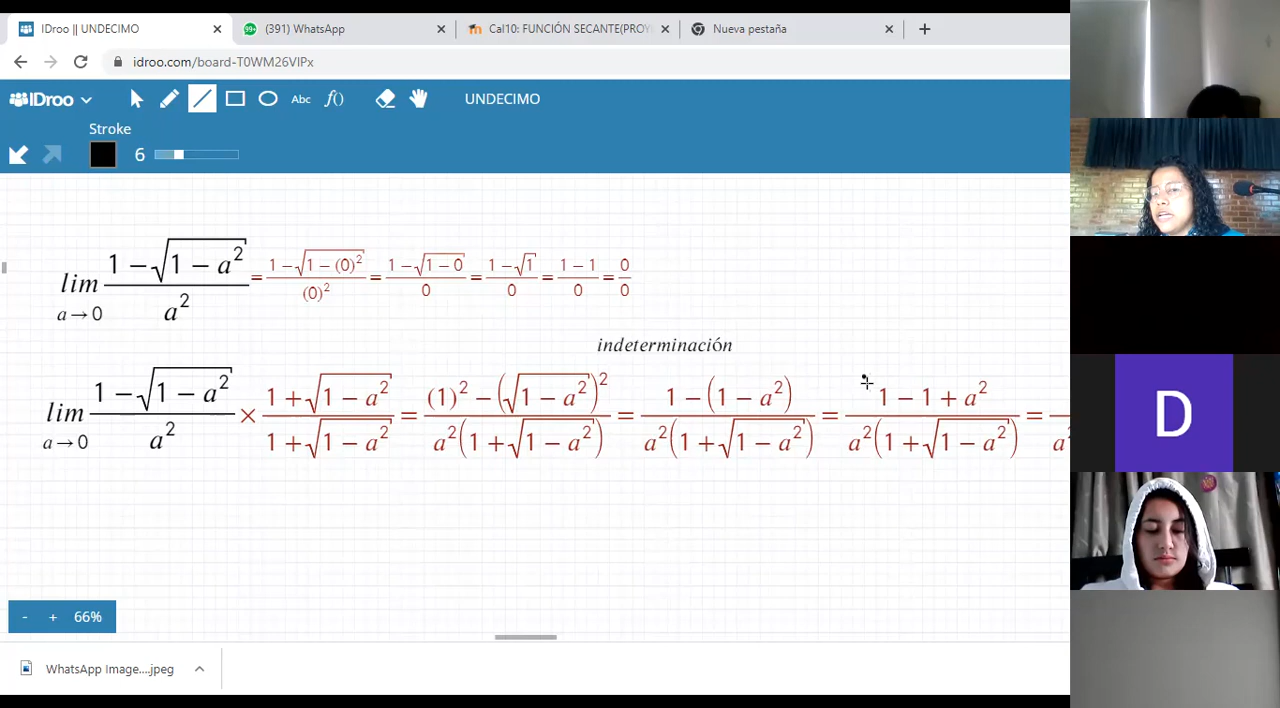 IDroo || UNDECIMO
(391) WhatsApp
Cal10: FUNCIÓN SECANTE(PROY
Nueva pestaña
99+
idroo.com/board-T0WM26VIPx
IDroo
Abc
f()
UNDECIMO
Stroke
6
lim a→0 (1 − √(1 − a²))/a² = (1 − √(1 − (0)²))/(0)² = (1 − √(1 − 0))/0 = (1 − √1)/0 = (1 − 1)/0 = 0/0
indeterminación
lim a→0 (1 − √(1 − a²))/a² × (1 + √(1 − a²))/(1 + √(1 − a²)) = ((1)² − (√(1 − a²))²)/(a²(1 + √(1 − a²))) = (1 − (1 − a²))/(a²(1 + √(1 − a²))) = (1 − 1 + a²)/(a²(1 + √(1 − a²))) =
D
- + 66%
WhatsApp Image....jpeg